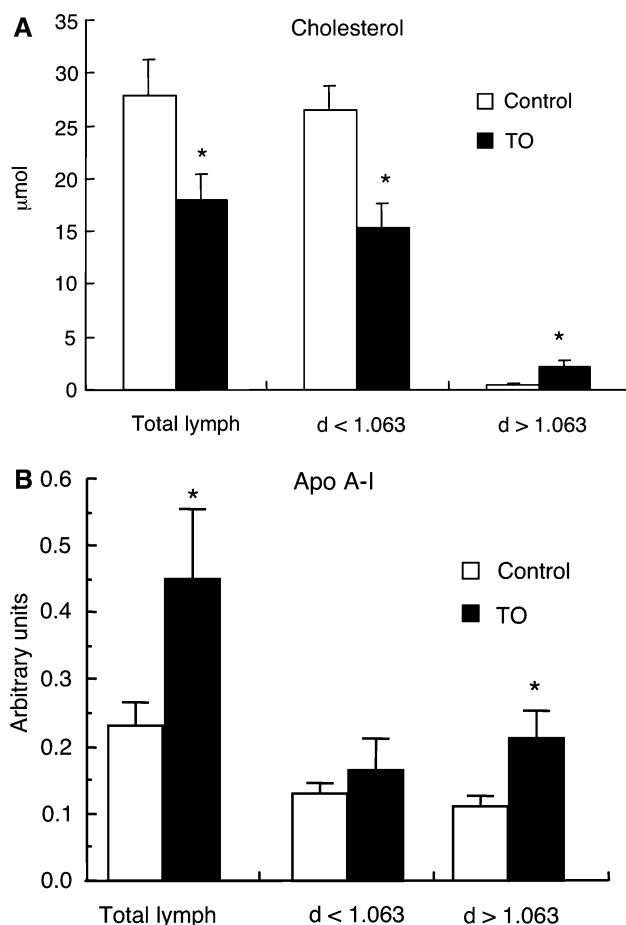 A
Cholesterol
35
30
25
20
15
10
5
0
μmol
Control
TO
*
*
*
Total lymph
d < 1.063
d > 1.063
B
Apo A-I
0.6
0.5
0.4
0.3
0.2
0.1
0.0
Arbitrary units
Control
TO
*
*
Total lymph
d < 1.063
d > 1.063